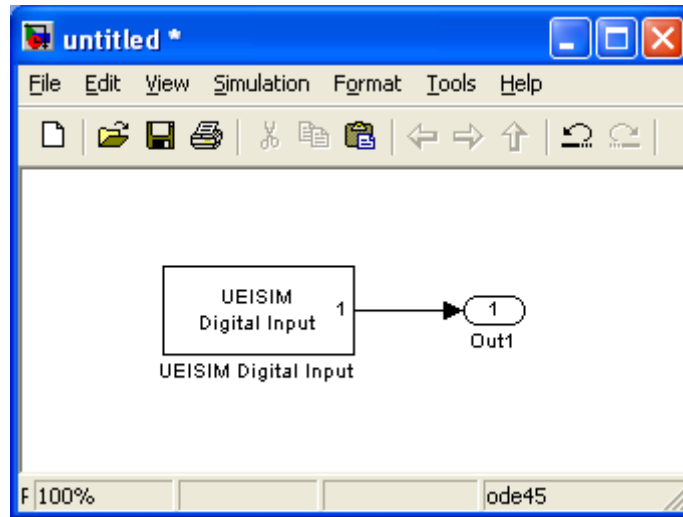 untitled *
File Edit View Simulation Format Tools Help
UEISIM
Digital Input
1
1
UEISIM Digital Input
Out1
F 100%
ode45